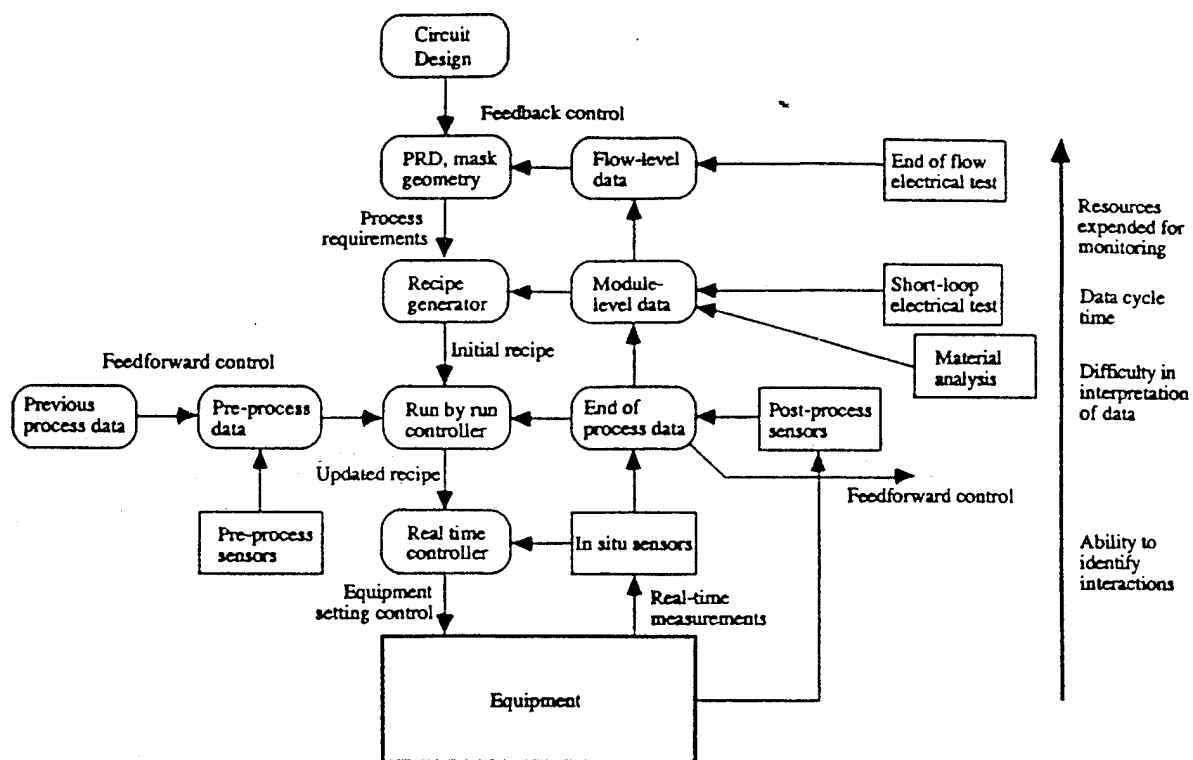 Circuit
Design
Feedback control
PRD, mask
geometry
Flow-level
data
End of flow
electrical test
Process
requirements
Resources
expended for
monitoring
Recipe
generator
Module-
level data
Short-loop
electrical test
Data cycle
time
Initial recipe
Material
analysis
Feedforward control
Difficulty in
interpretation
of data
Previous
process data
Pre-process
data
Run by run
controller
End of
process data
Post-process
sensors
Updated recipe
Feedforward control
Pre-process
sensors
Real time
controller
In situ sensors
Ability to
identify
interactions
Equipment
setting control
Real-time
measurements
Equipment